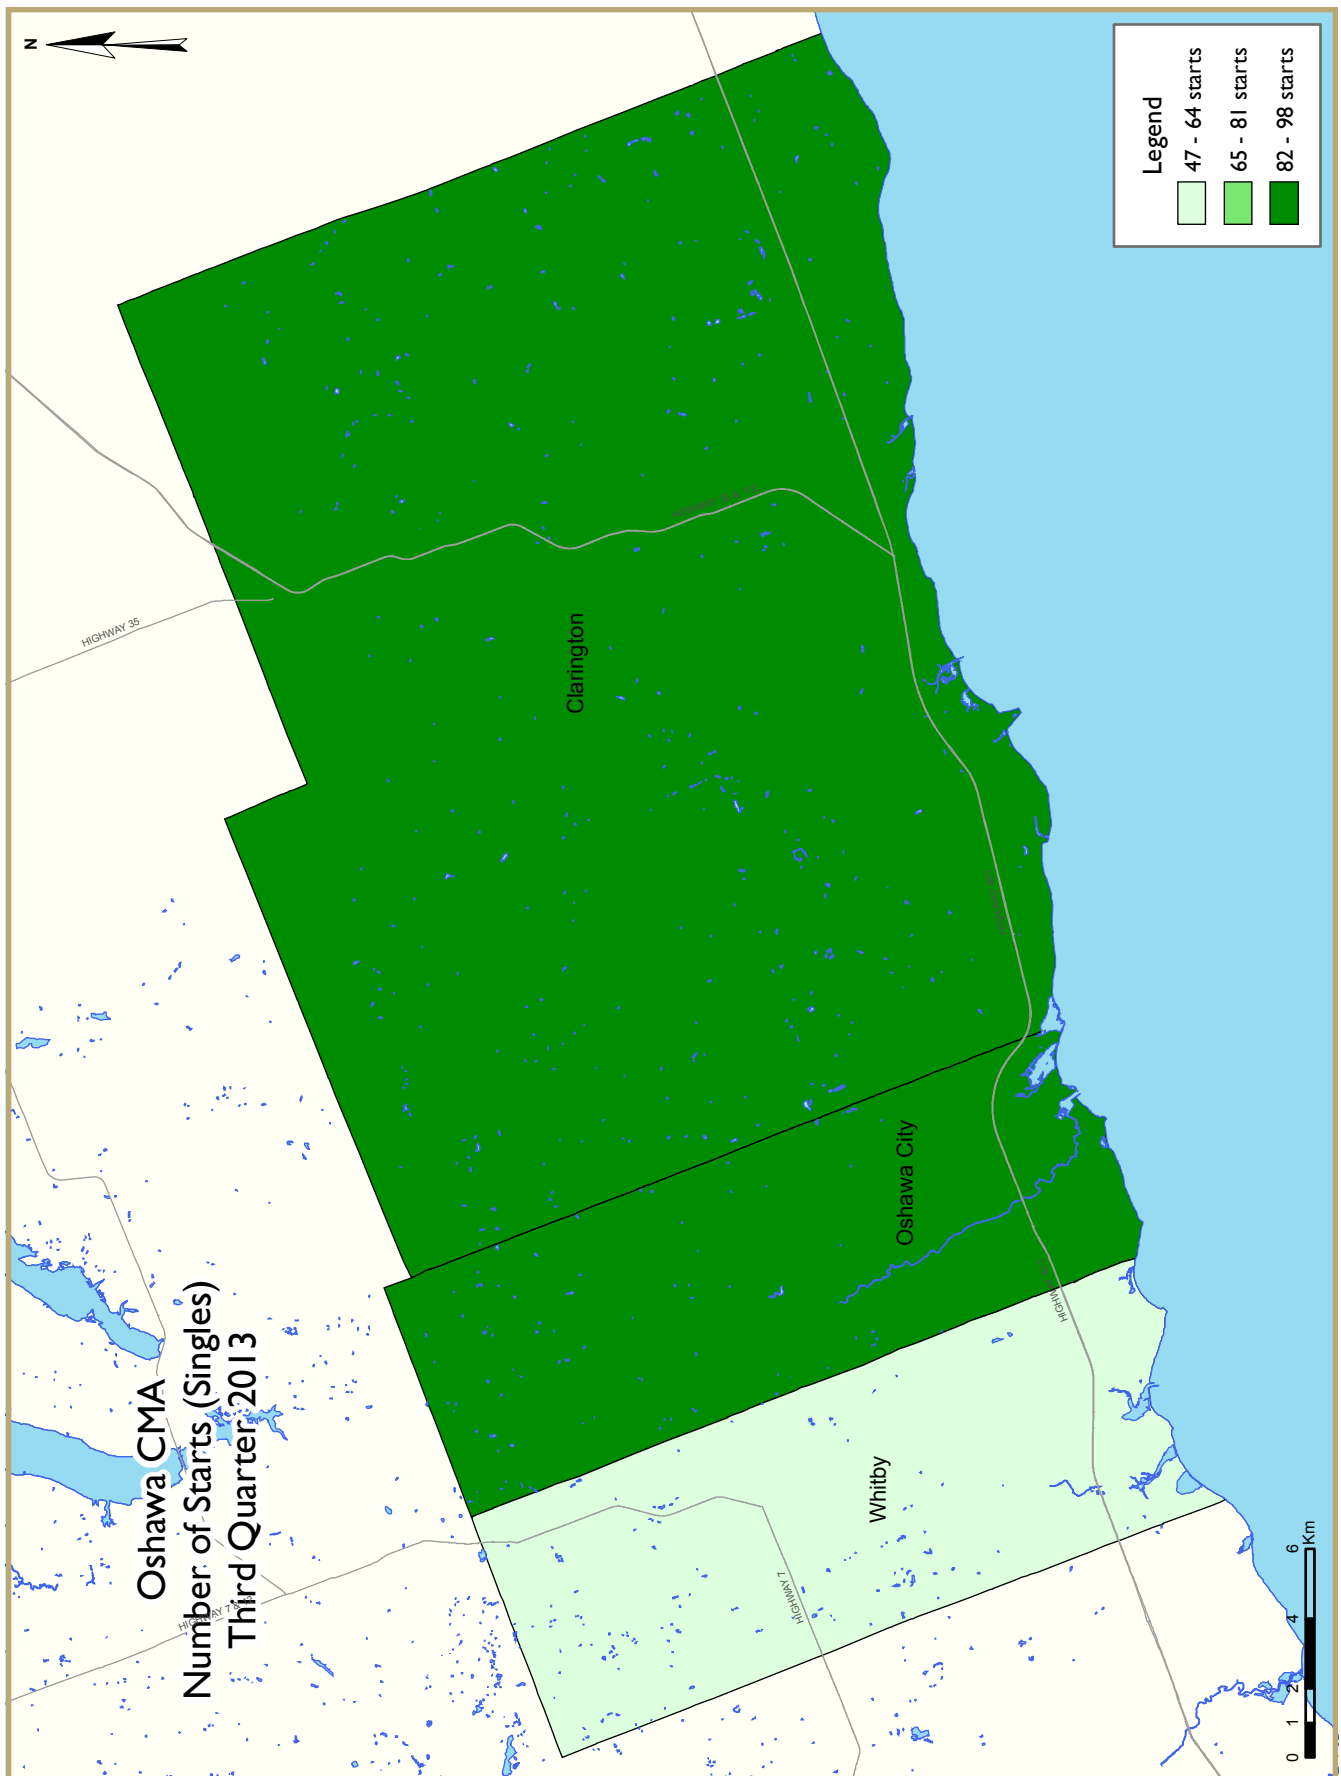 Oshawa CMA
Number of Starts (Singles)
Third Quarter 2013
N
HIGHWAY 35
HIGHWAY 7 &
Clarington
Oshawa City
Whitby
HIGHWAY 7
Legend
47 - 64 starts
65 - 81 starts
82 - 98 starts
0 1 2 4 6
Km